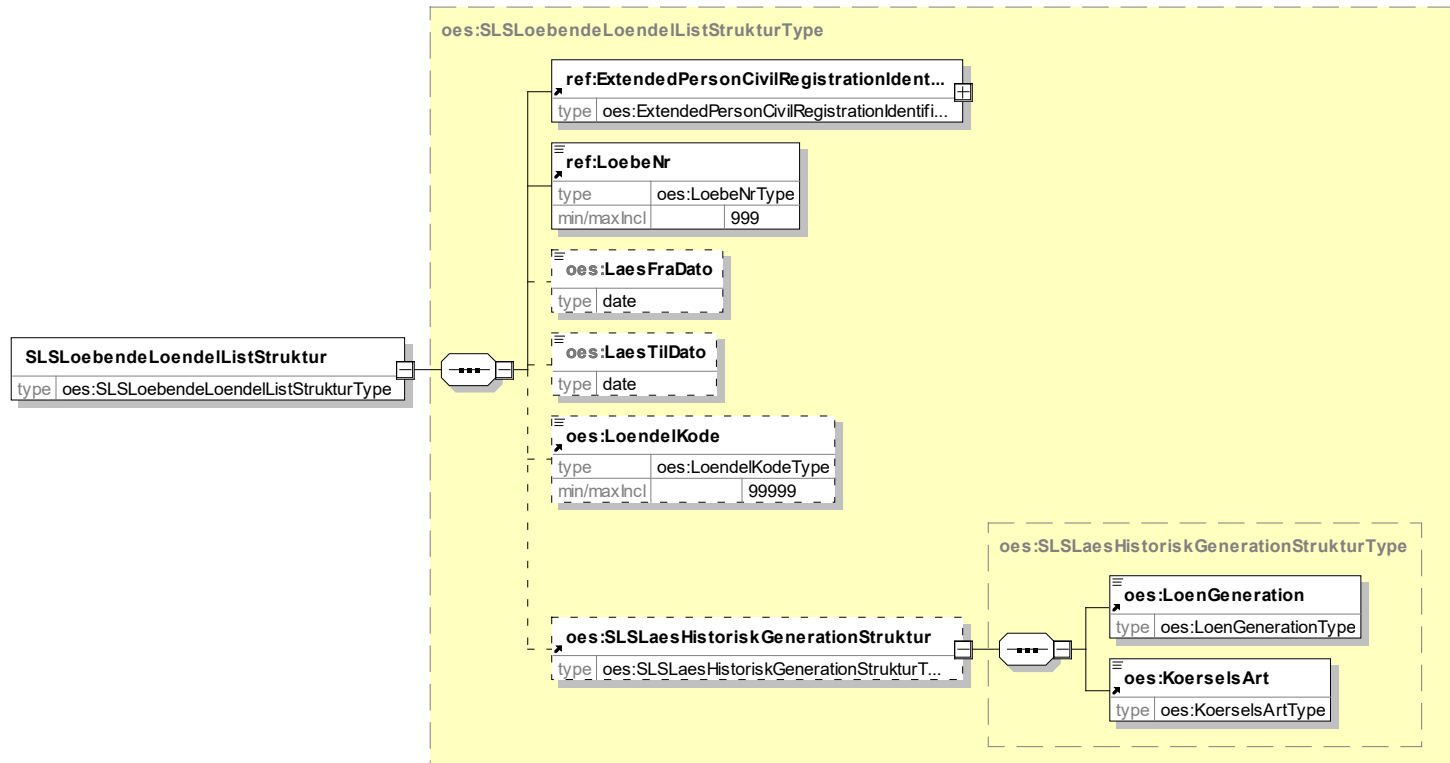 oes:SLSLoebendeLoendelListStrukturType
ref:ExtendedPersonCivilRegistrationIdent...
type oes:ExtendedPersonCivilRegistrationIdentifi...
ref:LoebeNr
type oes:LoebeNrType
min/maxIncl 999
oes:LaesFraDato
type date
SLSLoebendeLoendelListStruktur
type oes:SLSLoebendeLoendelListStrukturType
oes:LaesTilDato
type date
oes:LoendelKode
type oes:LoendelKodeType
min/maxIncl 99999
oes:SLSLaesHistoriskGenerationStruktur
type oes:SLSLaesHistoriskGenerationStrukturT...
oes:SLSLaesHistoriskGenerationStrukturType
oes:LoenGeneration
type oes:LoenGenerationType
oes:KoerselsArt
type oes:KoerselsArtType